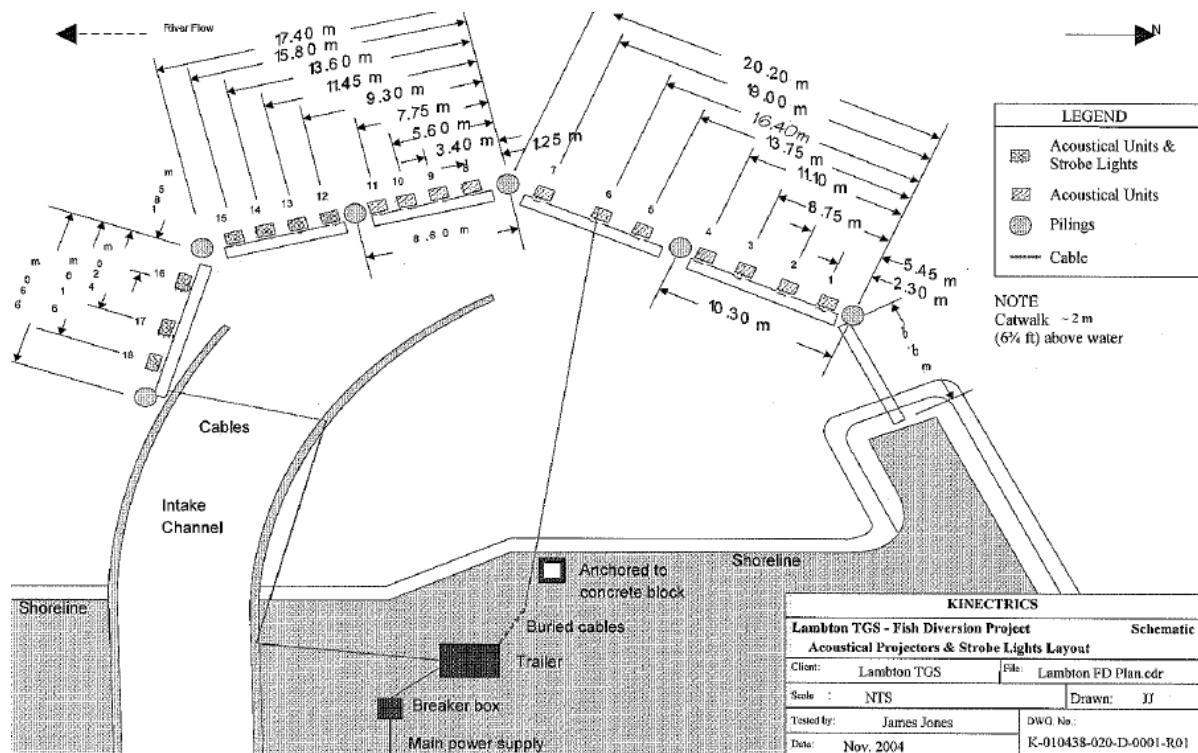 River Flow
N
17.40 m
15.80 m
13.60 m
11.45 m
9.30 m
7.75 m
5.60 m
3.40 m
1.25 m
20.20 m
19.00 m
16.40m
13.75 m
11.10 m
8.75 m
5.45 m
2.30 m
10.30 m
8.60 m
15
14
13
12
11
10
9
8
7
6
5
4
3
2
1
16
17
18
LEGEND
Acoustical Units &
Strobe Lights
Acoustical Units
Pilings
Cable
NOTE
Catwalk ~ 2 m
(6¾ ft) above water
Cables
Intake
Channel
Shoreline
Shoreline
Anchored to
concrete block
Buried cables
Trailer
Breaker box
Main power supply
KINECTRICS
Lambton TGS - Fish Diversion Project Schematic
Acoustical Projectors & Strobe Lights Layout
Client: Lambton TGS
File: Lambton FD Plan.cdr
Scale : NTS
Drawn: JJ
Tested by: James Jones
DWG. No.:
Date: Nov. 2004
K-010438-020-D-0001-R01